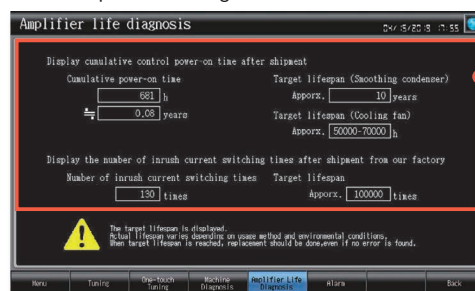 Amplifier life diagnosis
Display cumulative control power-on time after shipment
Cumulative power-on time Target lifespan (Smoothing condenser)
681 h Apporx. 10 years
≒ 0.08 years Target lifespan (Cooling fan)
Apporx. 50000-70000 h
Display the number of inrush current switching times after shipment from our factory
Number of inrush current switching times Target lifespan
130 times Apporx. 100000 times
The target lifespan is displayed.
Actual lifespan varies depending on usage method and environmental conditions.
When target lifespan is reached, replacement should be done,even if no error is found.
Menu Tuning One-touch Tuning Machine Diagnosis Amplifier Life Diagnosis Alarm Back